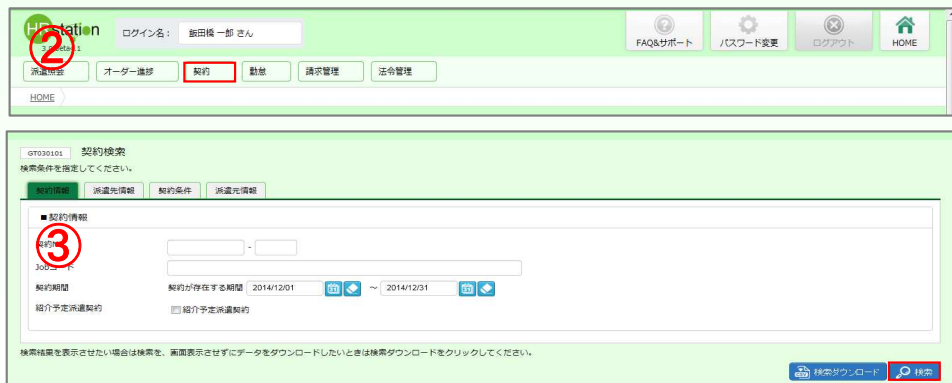 HRstation
ログイン名： 飯田橋 一郎 さん
FAQ&サポート パスワード変更 ログアウト HOME
②
派遣照会 オーダー進捗 契約 勤怠 請求管理 法令管理
HOME
GT030101 契約検索
検索条件を指定してください。
契約情報 派遣先情報 契約条件 派遣元情報
■契約情報
③
-
Jobコード
契約期間 契約が存在する期間 2014/12/01 ～ 2014/12/31
紹介予定派遣契約 紹介予定派遣契約
検索結果を表示させたい場合は検索を、画面表示させずにデータをダウンロードしたいときは検索ダウンロードをクリックしてください。
検索ダウンロード 検索